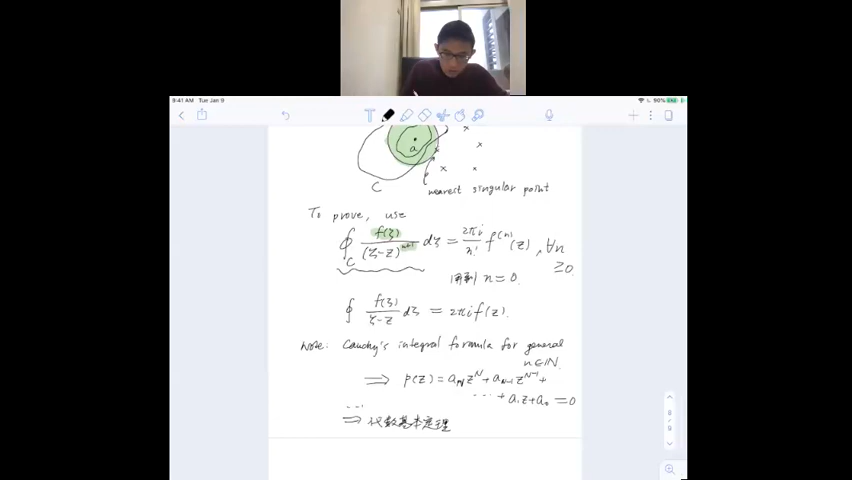 9:41 AM Tue Jan 9
90%
a
C
nearest singular point
To prove, use
∮_C f(ζ)/(ζ-z)^{n+1} dζ = 2πi/n! f^{(n)}(z), ∀n ≥0.
用到 n=0.
∮ f(ζ)/(ζ-z) dζ = 2πi f(z).
Note: Cauchy's integral formula for general
n∈ℕ.
⇒ p(z) = a_N z^N + a_{N-1} z^{N-1} +
... + a_1 z + a_0 = 0
...
⇒ 代数基本定理
8
9